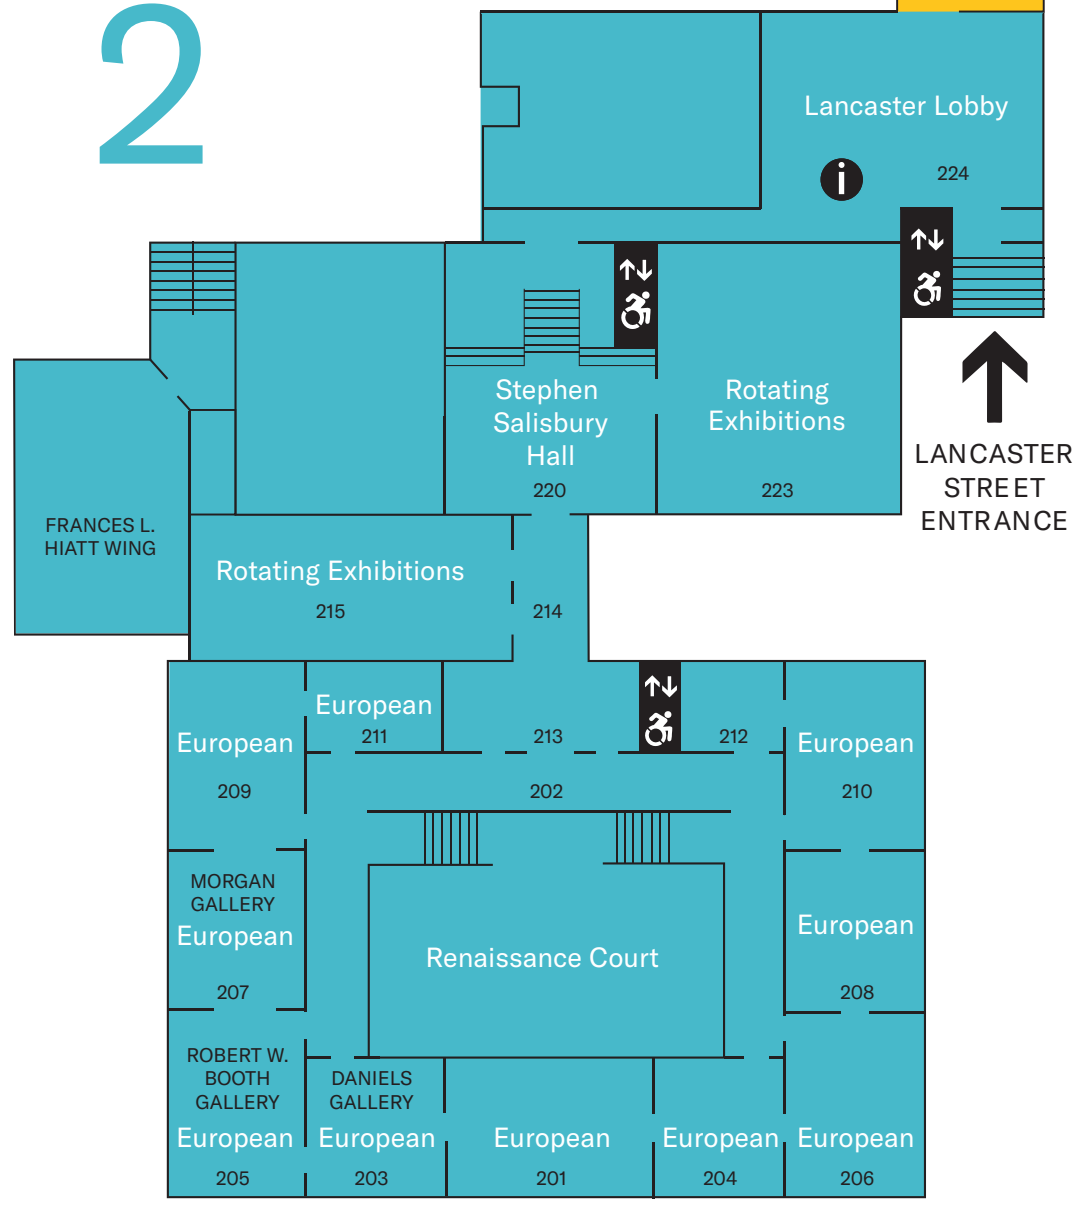 2
Lancaster Lobby
i
224
Stephen
Salisbury
Hall
220
Rotating
Exhibitions
223
LANCASTER
STREET
ENTRANCE
FRANCES L.
HIATT WING
Rotating Exhibitions
215
214
European
211
213
212
European
209
European
210
202
MORGAN
GALLERY
European
207
Renaissance Court
European
208
ROBERT W.
BOOTH
GALLERY
European
205
DANIELS
GALLERY
European
203
European
201
European
204
European
206